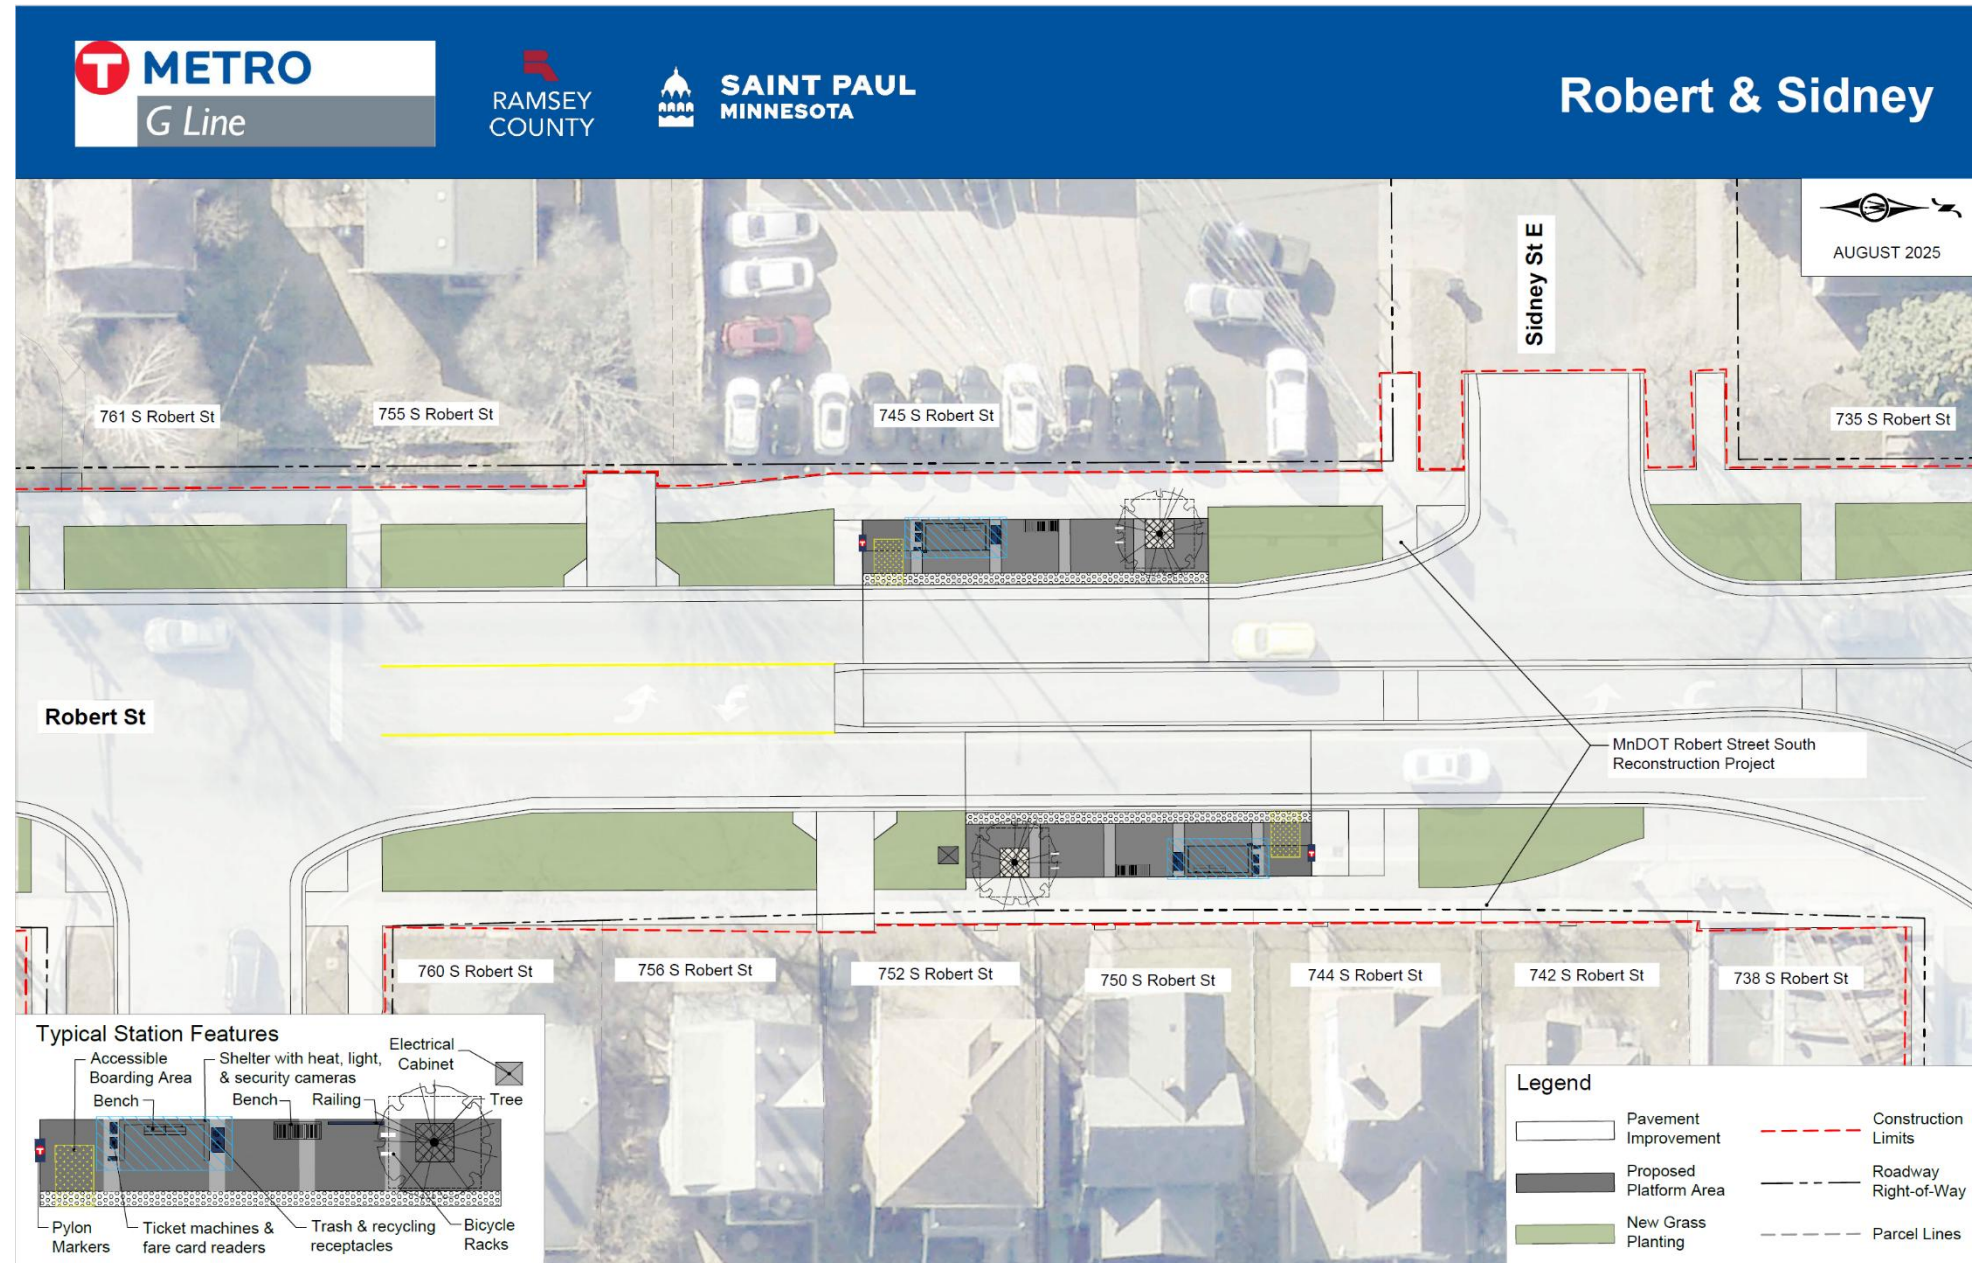 T METRO
G Line
RAMSEY
COUNTY
SAINT PAUL
MINNESOTA
Robert & Sidney
AUGUST 2025
Sidney St E
761 S Robert St
755 S Robert St
745 S Robert St
735 S Robert St
Robert St
MnDOT Robert Street South
Reconstruction Project
760 S Robert St
756 S Robert St
752 S Robert St
750 S Robert St
744 S Robert St
742 S Robert St
738 S Robert St
Typical Station Features
Accessible
Boarding Area
Shelter with heat, light,
& security cameras
Electrical
Cabinet
Bench
Bench
Railing
Tree
T
Pylon
Markers
Ticket machines &
fare card readers
Trash & recycling
receptacles
Bicycle
Racks
Legend
Pavement
Improvement
Construction
Limits
Proposed
Platform Area
Roadway
Right-of-Way
New Grass
Planting
Parcel Lines